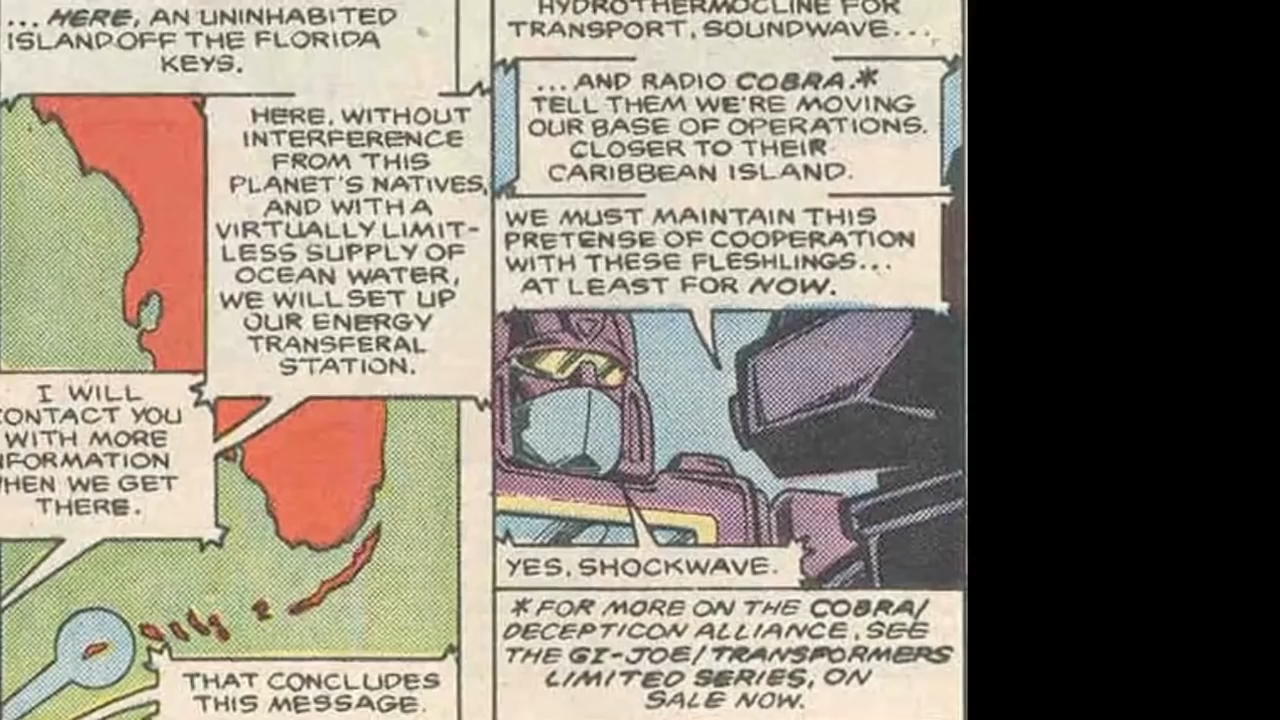 ... HERE, AN UNINHABITED
ISLAND OFF THE FLORIDA
KEYS.
HERE, WITHOUT
INTERFERENCE
FROM THIS
PLANET'S NATIVES,
AND WITH A
VIRTUALLY LIMIT-
LESS SUPPLY OF
OCEAN WATER,
WE WILL SET UP
OUR ENERGY
TRANSFERAL
STATION.
I WILL
CONTACT YOU
WITH MORE
INFORMATION
WHEN WE GET
THERE.
THAT CONCLUDES
THIS MESSAGE.
HYDROTHERMOCLINE FOR
TRANSPORT, SOUNDWAVE...
...AND RADIO COBRA.*
TELL THEM WE'RE MOVING
OUR BASE OF OPERATIONS.
CLOSER TO THEIR
CARIBBEAN ISLAND.
WE MUST MAINTAIN THIS
PRETENSE OF COOPERATION
WITH THESE FLESHLINGS...
AT LEAST FOR NOW.
YES, SHOCKWAVE.
*FOR MORE ON THE COBRA/
DECEPTICON ALLIANCE, SEE
THE GI-JOE/TRANSFORMERS
LIMITED SERIES, ON
SALE NOW.